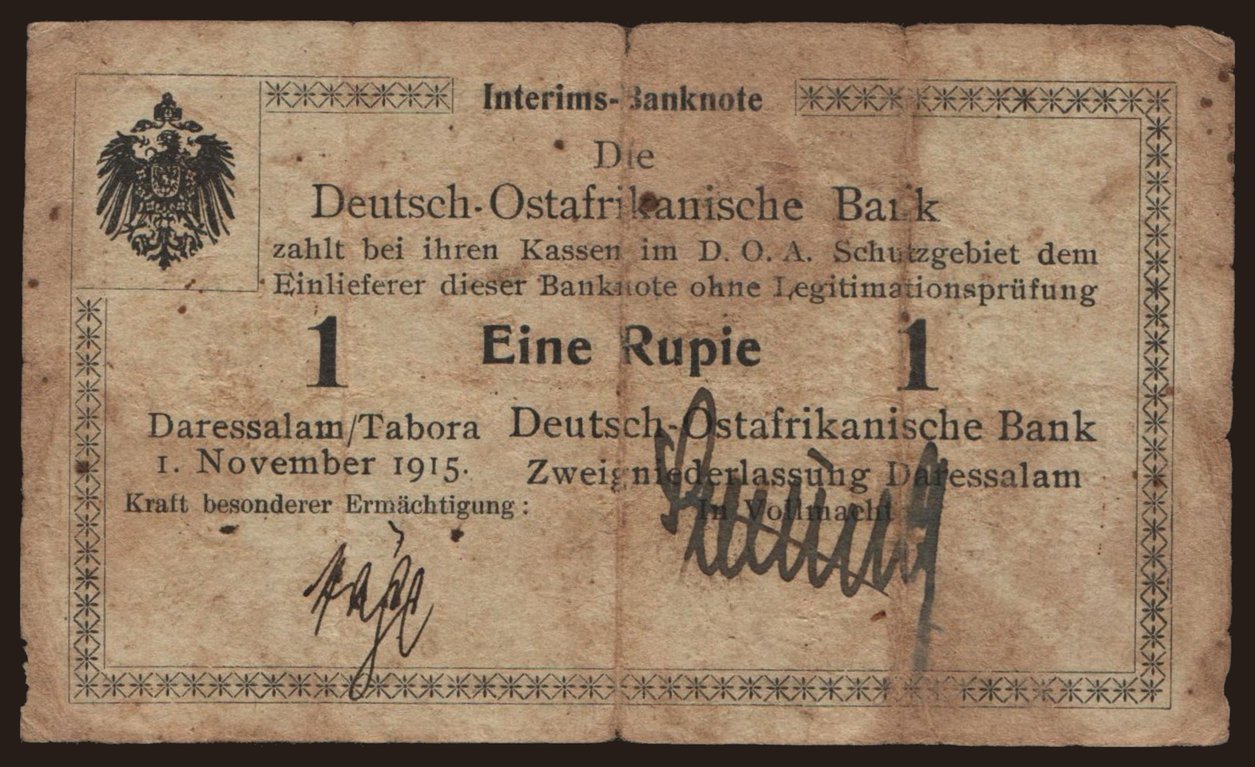 Interims-Banknote
Die
Deutsch-Ostafrikanische Bank
zahlt bei ihren Kassen im D. O. A. Schutzgebiet dem
Einlieferer dieser Banknote ohne Legitimationsprüfung
1 Eine Rupie 1
Daressalam/Tabora
1. November 1915.
Kraft besonderer Ermächtigung:
Deutsch-Ostafrikanische Bank
Zweigniederlassung Daressalam
In Vollmacht